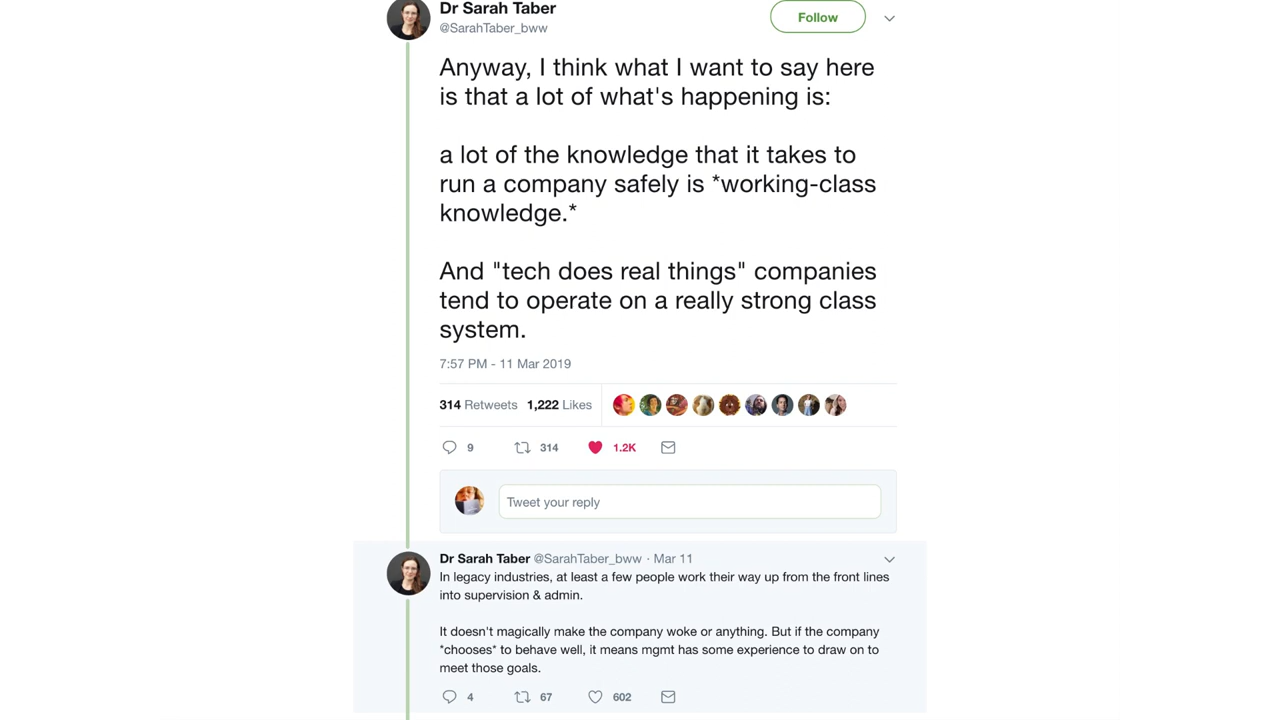 Dr Sarah Taber
@SarahTaber_bww
Follow
Anyway, I think what I want to say here
is that a lot of what's happening is:
a lot of the knowledge that it takes to
run a company safely is *working-class
knowledge.*
And "tech does real things" companies
tend to operate on a really strong class
system.
7:57 PM - 11 Mar 2019
314 Retweets 1,222 Likes
9 314 1.2K
Tweet your reply
Dr Sarah Taber @SarahTaber_bww · Mar 11
In legacy industries, at least a few people work their way up from the front lines
into supervision & admin.
It doesn't magically make the company woke or anything. But if the company
*chooses* to behave well, it means mgmt has some experience to draw on to
meet those goals.
4 67 602